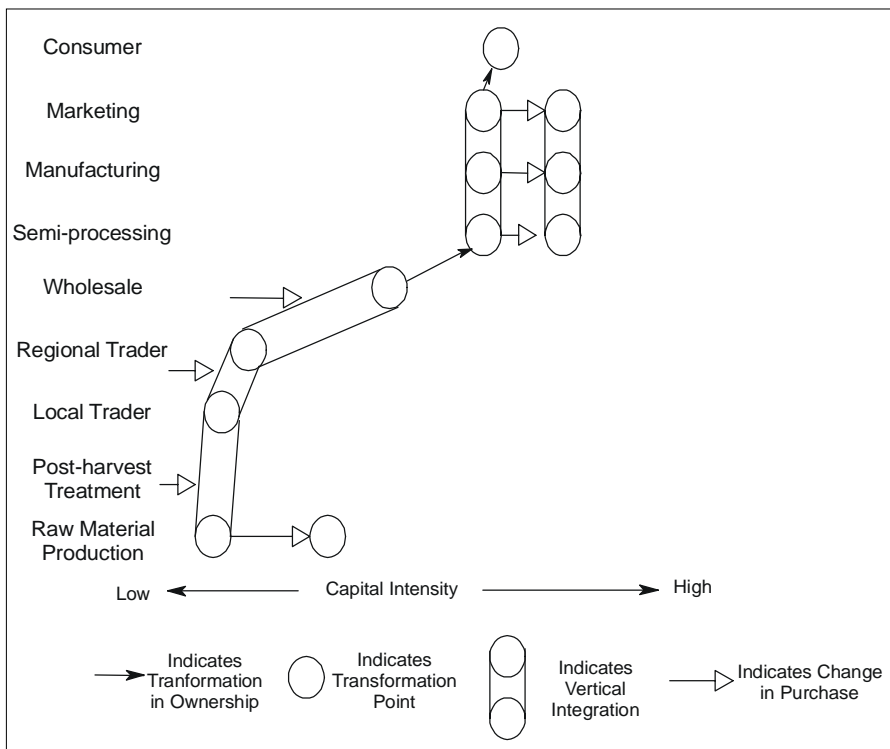 Consumer
Marketing
Manufacturing
Semi-processing
Wholesale
Regional Trader
Local Trader
Post-harvest
Treatment
Raw Material
Production
Low
Capital Intensity
High
Indicates
Tranformation
in Ownership
Indicates
Transformation
Point
Indicates
Vertical
Integration
Indicates Change
in Purchase